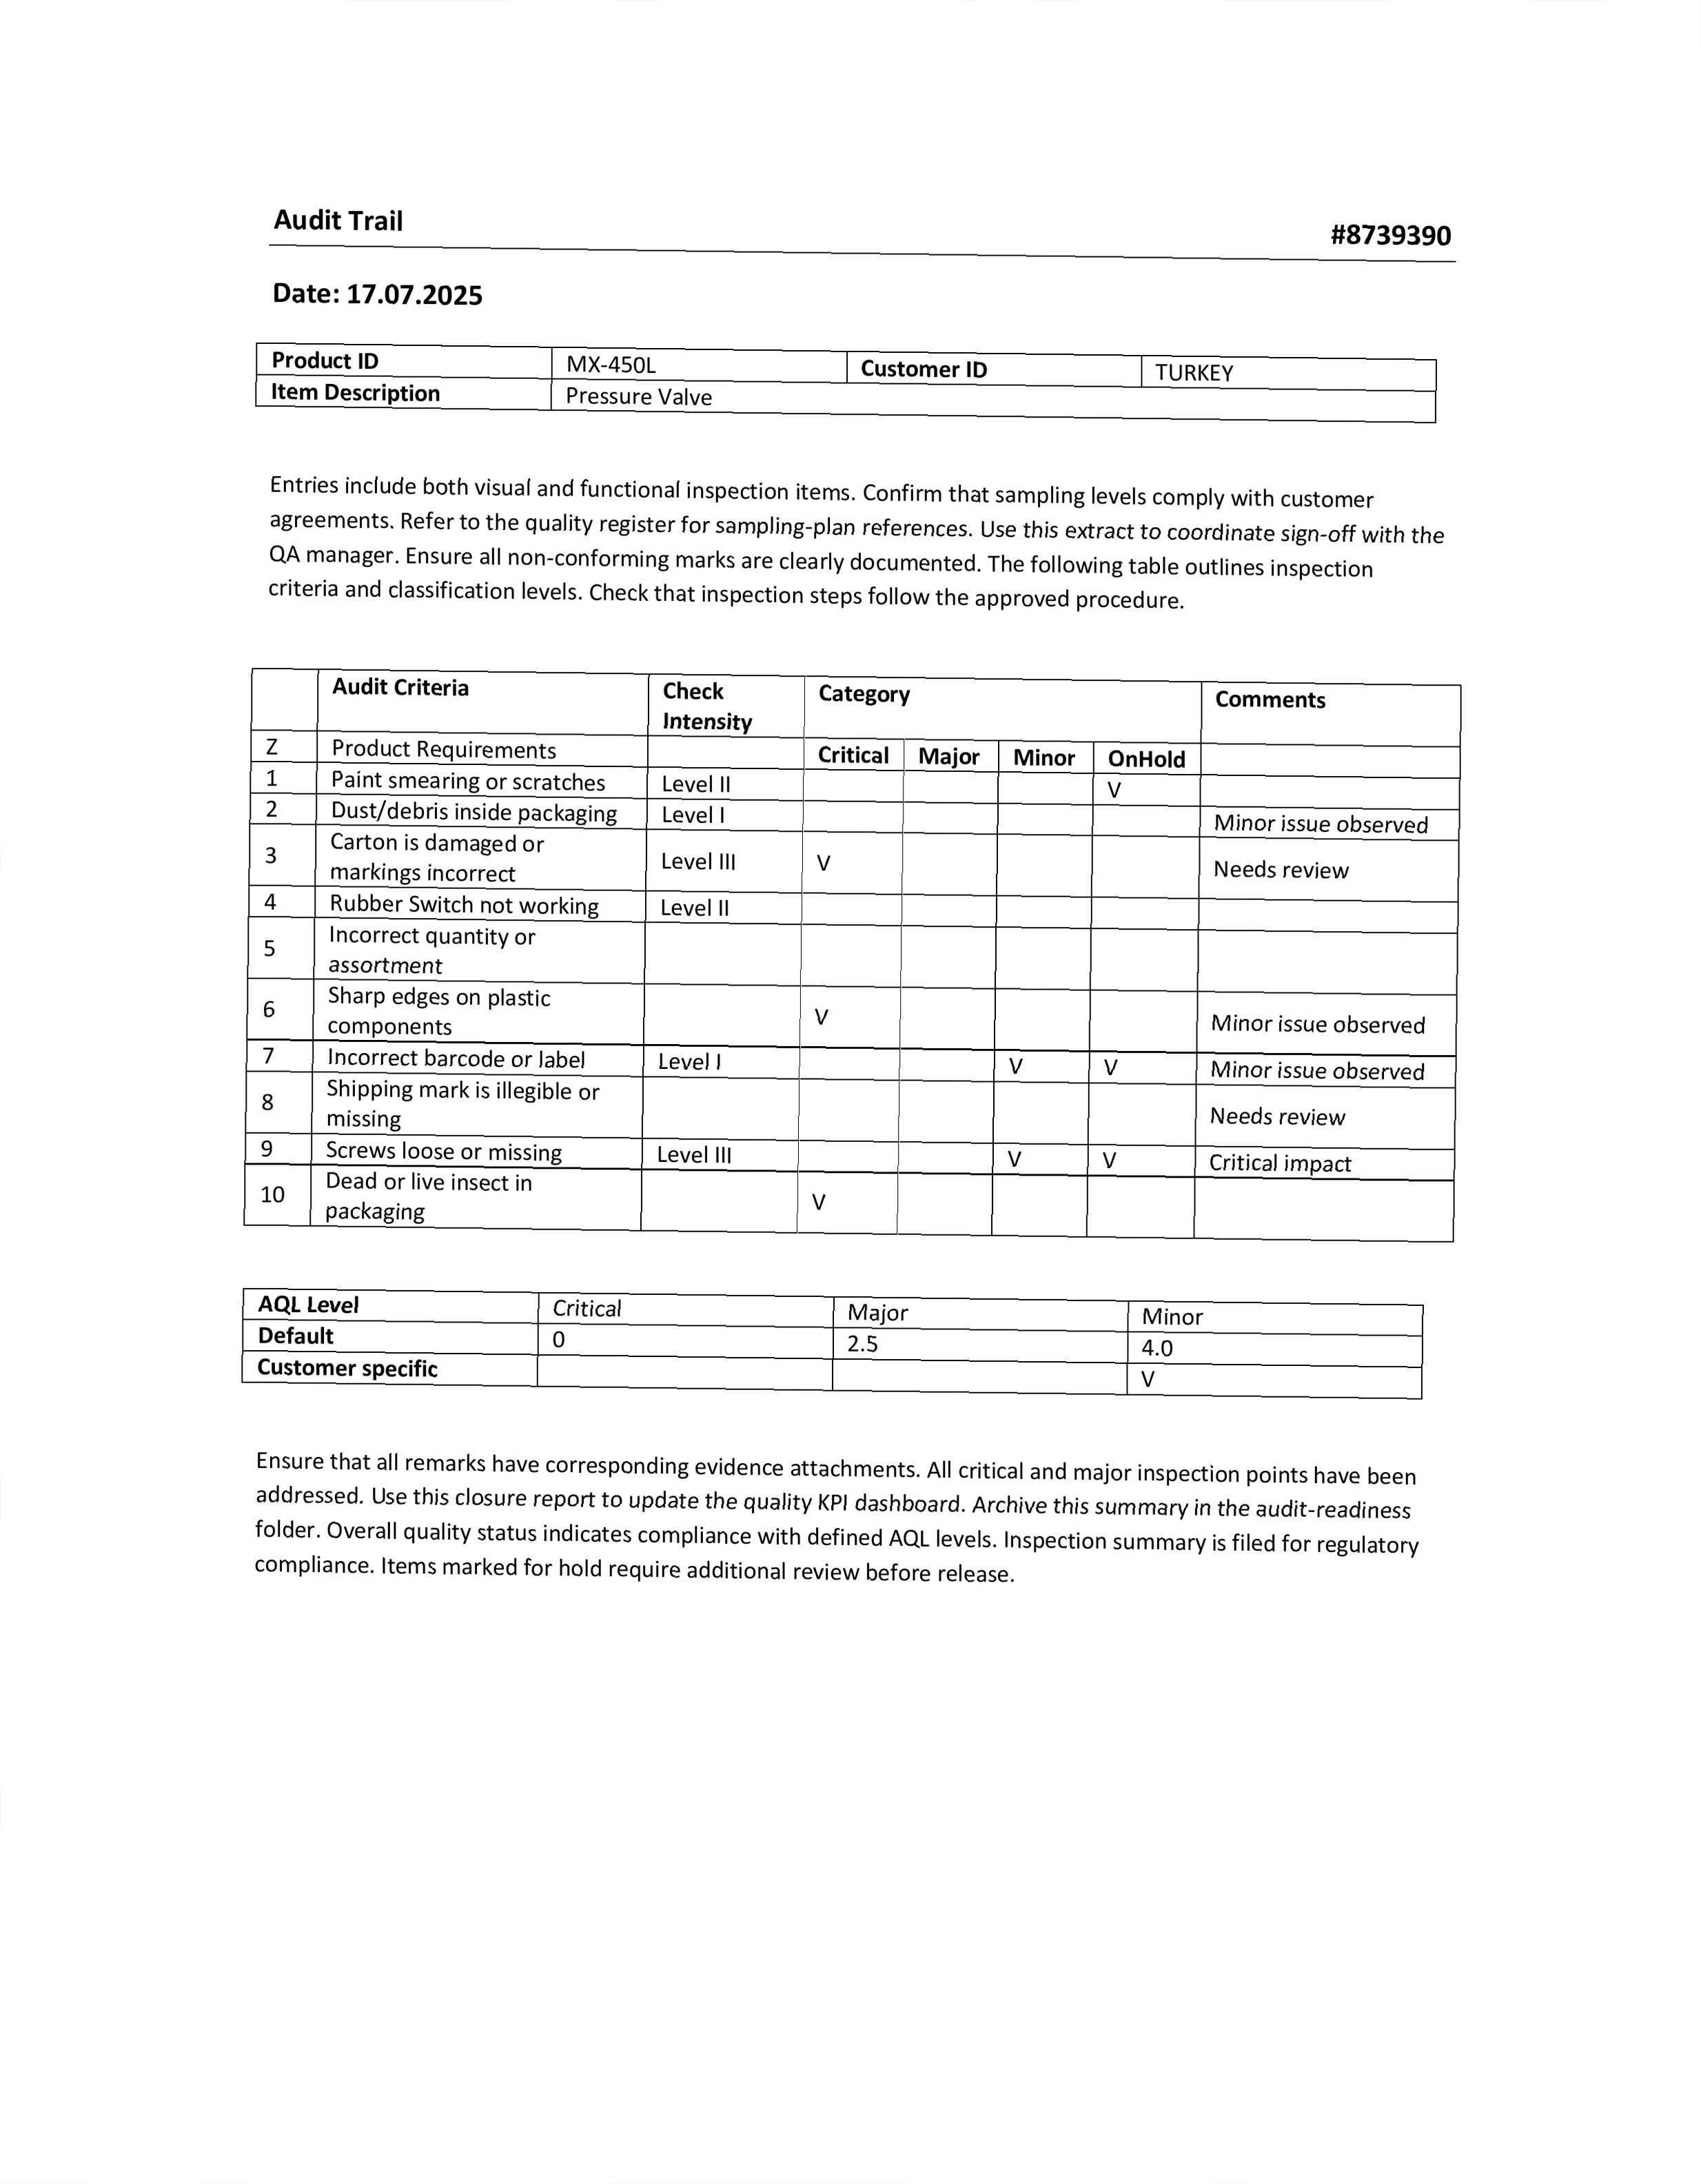 Audit Trail #8739390
Date: 17.07.2025
Product ID MX-450L Customer ID TURKEY
Item Description Pressure Valve
Entries include both visual and functional inspection items. Confirm that sampling levels comply with customer
agreements. Refer to the quality register for sampling-plan references. Use this extract to coordinate sign-off with the
QA manager. Ensure all non-conforming marks are clearly documented. The following table outlines inspection
criteria and classification levels. Check that inspection steps follow the approved procedure.
Audit Criteria Check Category Comments
Intensity
Z Product Requirements Critical Major Minor OnHold
1 Paint smearing or scratches Level II V
2 Dust/debris inside packaging Level I Minor issue observed
3 Carton is damaged or Level III V Needs review
markings incorrect
4 Rubber Switch not working Level II
5 Incorrect quantity or
assortment
6 Sharp edges on plastic V Minor issue observed
components
7 Incorrect barcode or label Level I V V Minor issue observed
8 Shipping mark is illegible or Needs review
missing
9 Screws loose or missing Level III V V Critical impact
10 Dead or live insect in V
packaging
AQL Level Critical Major Minor
Default 0 2.5 4.0
Customer specific V
Ensure that all remarks have corresponding evidence attachments. All critical and major inspection points have been
addressed. Use this closure report to update the quality KPI dashboard. Archive this summary in the audit-readiness
folder. Overall quality status indicates compliance with defined AQL levels. Inspection summary is filed for regulatory
compliance. Items marked for hold require additional review before release.